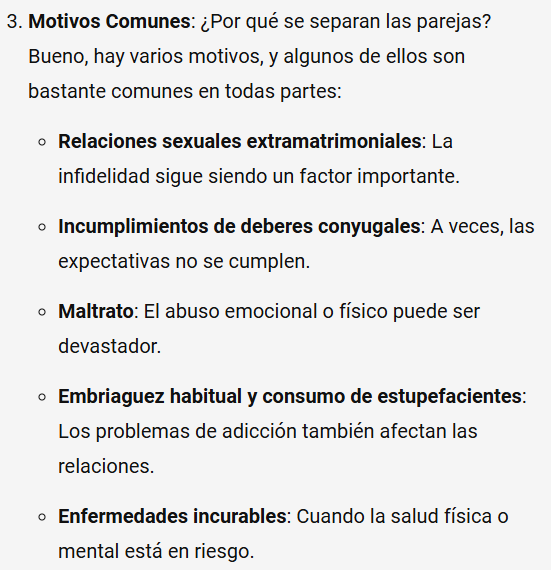 3. Motivos Comunes: ¿Por qué se separan las parejas?
Bueno, hay varios motivos, y algunos de ellos son
bastante comunes en todas partes:
○ Relaciones sexuales extramatrimoniales: La
infidelidad sigue siendo un factor importante.
○ Incumplimientos de deberes conyugales: A veces, las
expectativas no se cumplen.
○ Maltrato: El abuso emocional o físico puede ser
devastador.
○ Embriaguez habitual y consumo de estupefacientes:
Los problemas de adicción también afectan las
relaciones.
○ Enfermedades incurables: Cuando la salud física o
mental está en riesgo.